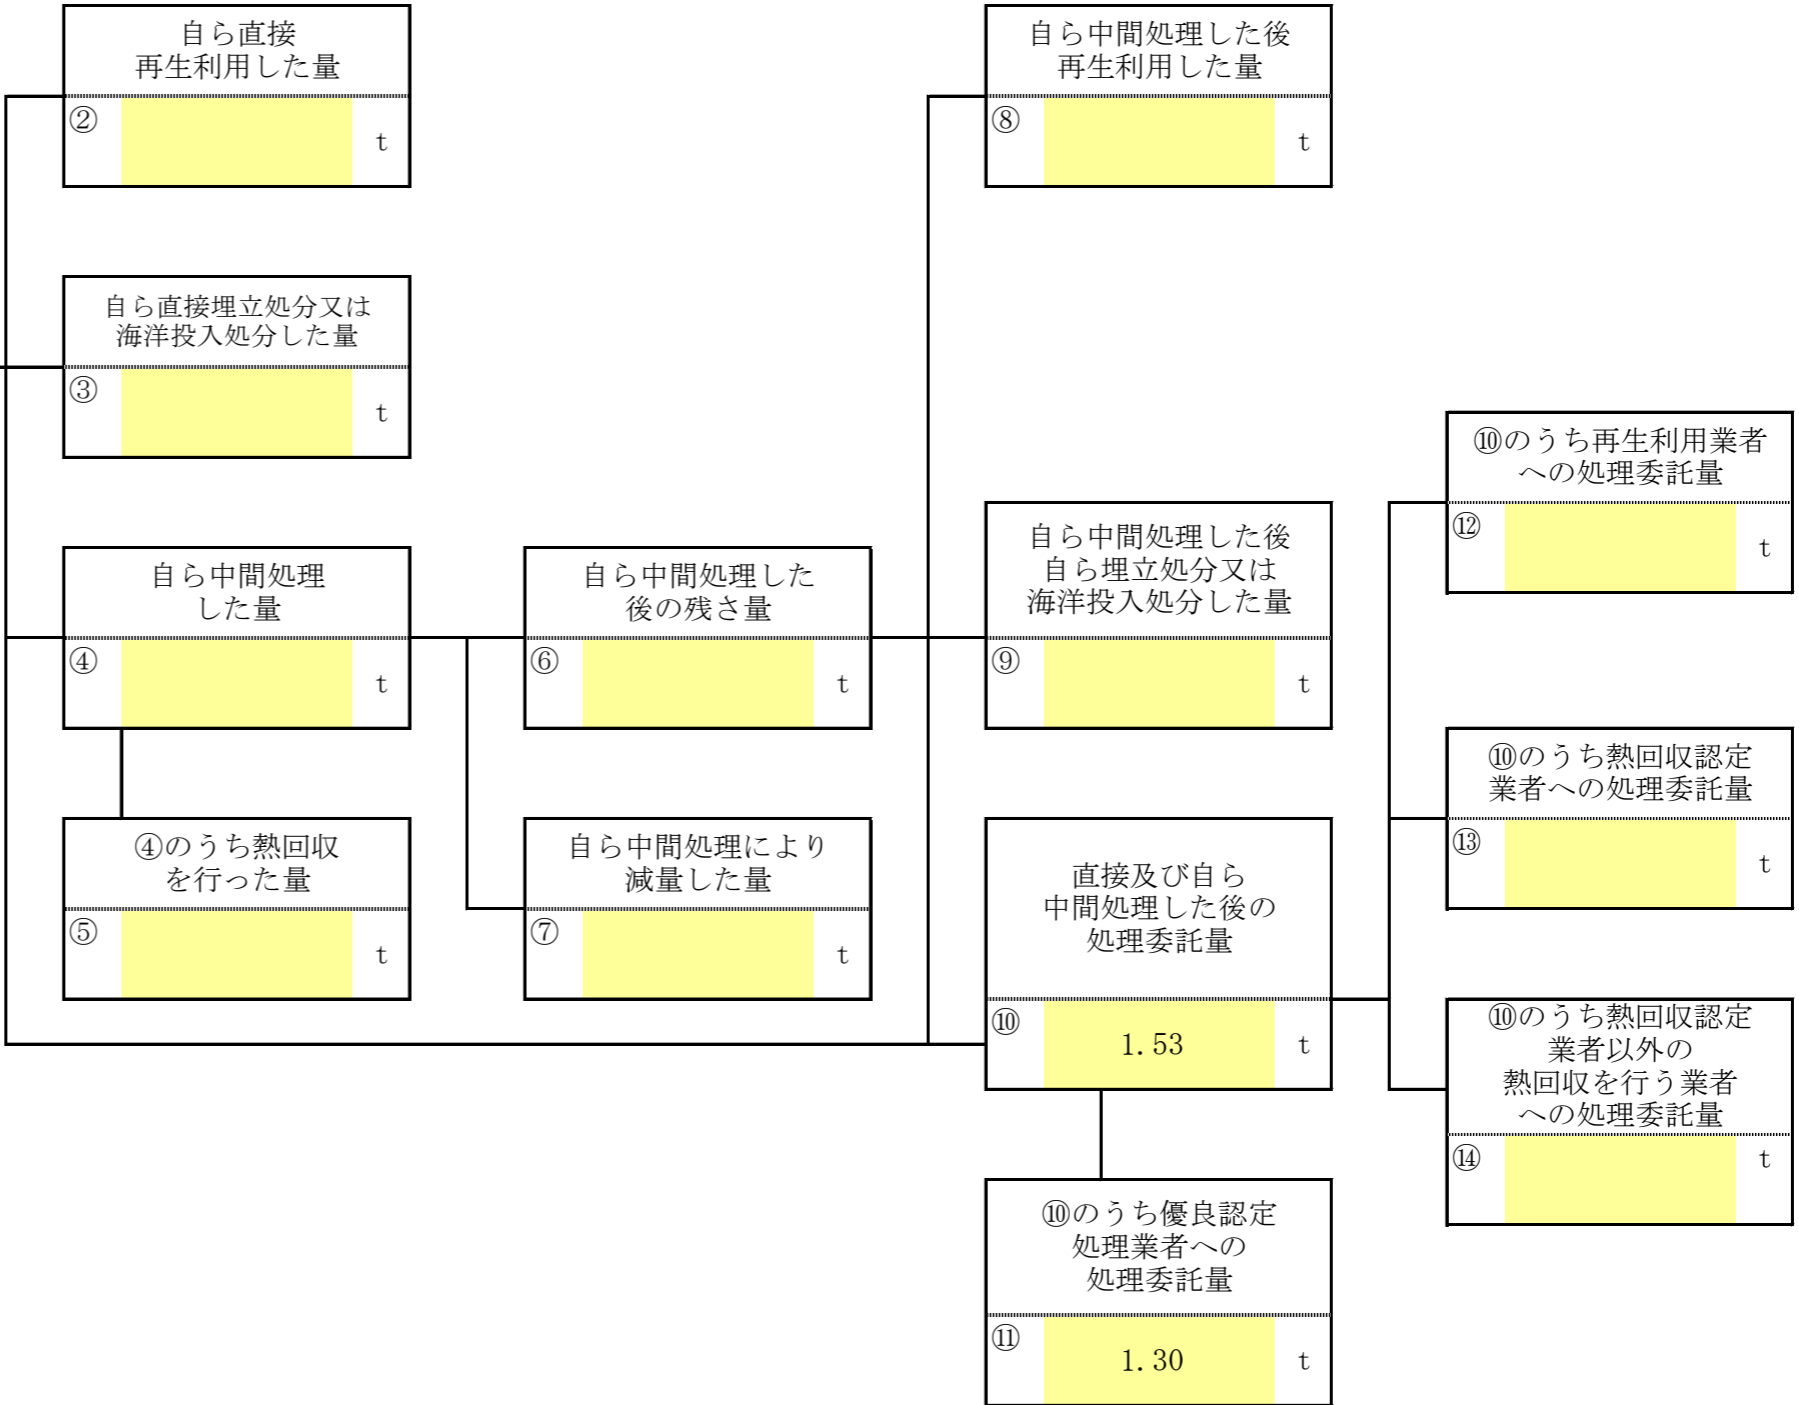 自ら直接
再生利用した量
②
t
自ら中間処理した後
再生利用した量
⑧
t
自ら直接埋立処分又は
海洋投入処分した量
③
t
⑩のうち再生利用業者
への処理委託量
⑫
t
自ら中間処理
した量
④
t
自ら中間処理した
後の残さ量
⑥
t
自ら中間処理した後
自ら埋立処分又は
海洋投入処分した量
⑨
t
⑩のうち熱回収認定
業者への処理委託量
⑬
t
④のうち熱回収
を行った量
⑤
t
自ら中間処理により
減量した量
⑦
t
直接及び自ら
中間処理した後の
処理委託量
⑩
1.53
t
⑩のうち熱回収認定
業者以外の
熱回収を行う業者
への処理委託量
⑭
t
⑩のうち優良認定
処理業者への
処理委託量
⑪
1.30
t